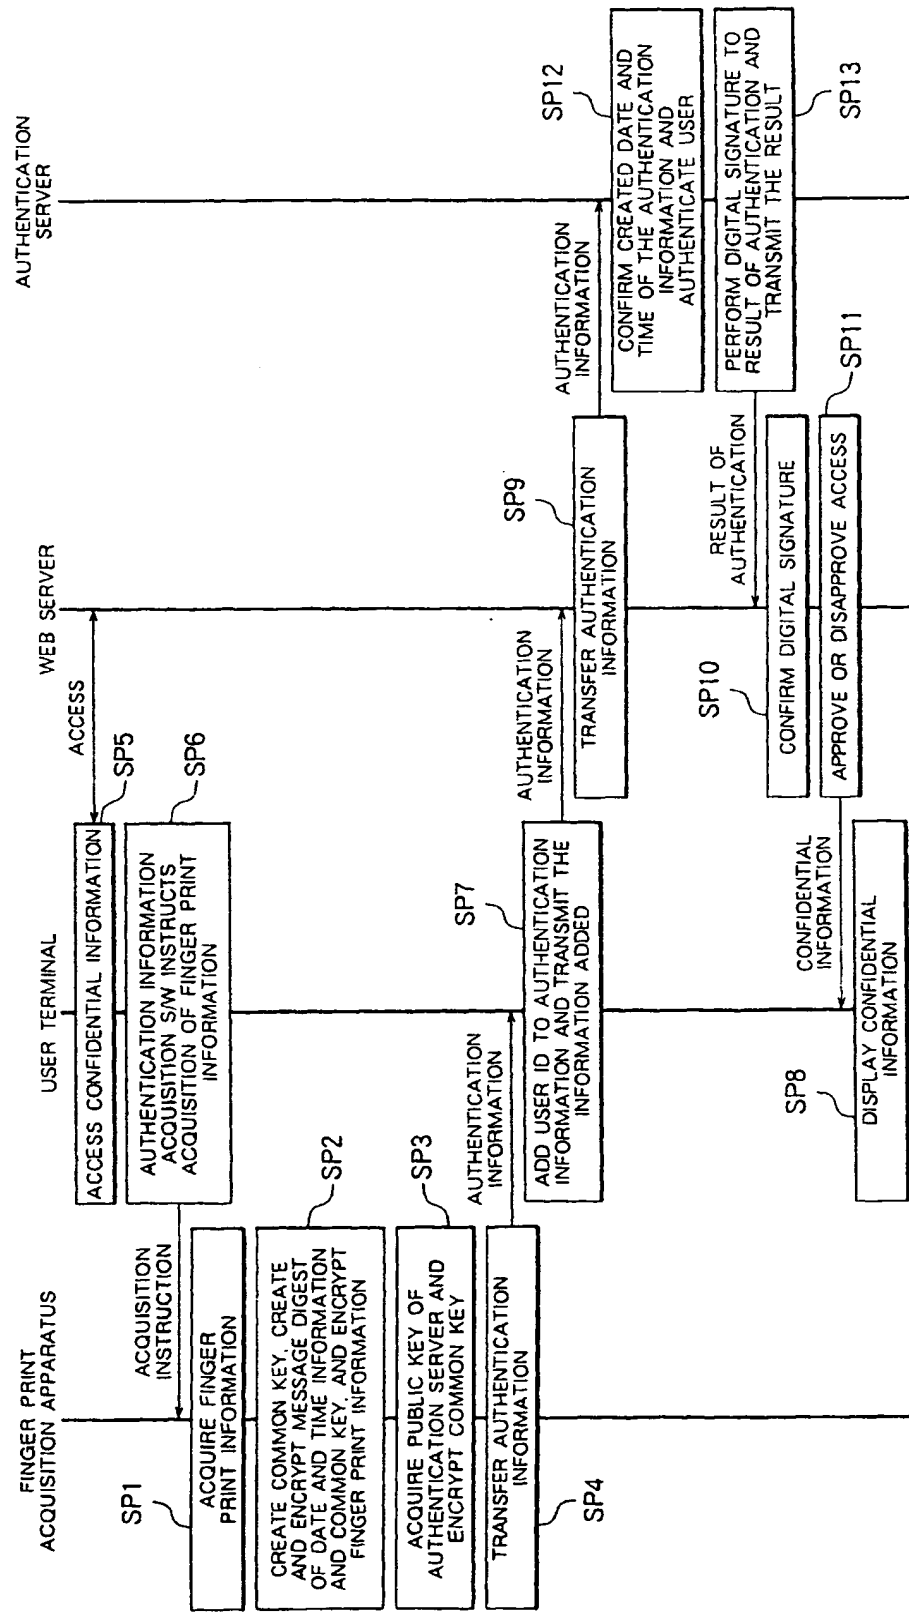 FINGER PRINT
ACQUISITION APPARATUS
USER TERMINAL
WEB SERVER
AUTHENTICATION
SERVER
ACCESS
ACCESS CONFIDENTIAL INFORMATION
SP5
AUTHENTICATION INFORMATION
ACQUISITION S/W INSTRUCTS
ACQUISITION OF FINGER PRINT
INFORMATION
SP6
ACQUISITION
INSTRUCTION
SP1
ACQUIRE FINGER
PRINT INFORMATION
CREATE COMMON KEY, CREATE
AND ENCRYPT MESSAGE DIGEST
OF DATE AND TIME INFORMATION
AND COMMON KEY, AND ENCRYPT
FINGER PRINT INFORMATION
SP2
ACQUIRE PUBLIC KEY OF
AUTHENTICATION SERVER AND
ENCRYPT COMMON KEY
SP3
TRANSFER AUTHENTICATION
INFORMATION
SP4
AUTHENTICATION
INFORMATION
SP7
ADD USER ID TO AUTHENTICATION
INFORMATION AND TRANSMIT THE
INFORMATION ADDED
AUTHENTICATION
INFORMATION
SP9
TRANSFER AUTHENTICATION
INFORMATION
AUTHENTICATION
INFORMATION
SP12
CONFIRM CREATED DATE AND
TIME OF THE AUTHENTICATION
INFORMATION AND
AUTHENTICATE USER
PERFORM DIGITAL SIGNATURE TO
RESULT OF AUTHENTICATION AND
TRANSMIT THE RESULT
SP13
RESULT OF
AUTHENTICATION
SP10
CONFIRM DIGITAL SIGNATURE
APPROVE OR DISAPPROVE ACCESS
SP11
CONFIDENTIAL
INFORMATION
SP8
DISPLAY CONFIDENTIAL
INFORMATION